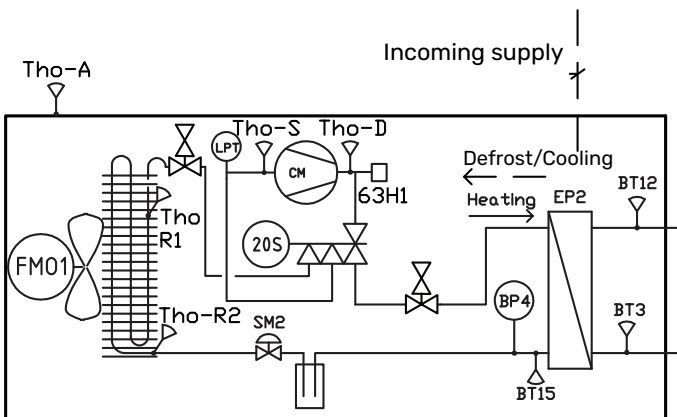 Incoming supply
Tho-A
Tho-S
Tho-D
LPT
CM
63H1
Defrost/Cooling
Heating
EP2
BT12
Tho
R1
20S
FM01
BP4
Tho-R2
SM2
BT3
BT15